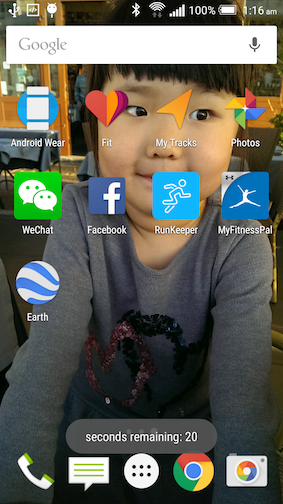 100% 1:16 am
Google
Android Wear Fit My Tracks Photos
WeChat Facebook RunKeeper MyFitnessPal
Earth
seconds remaining: 20